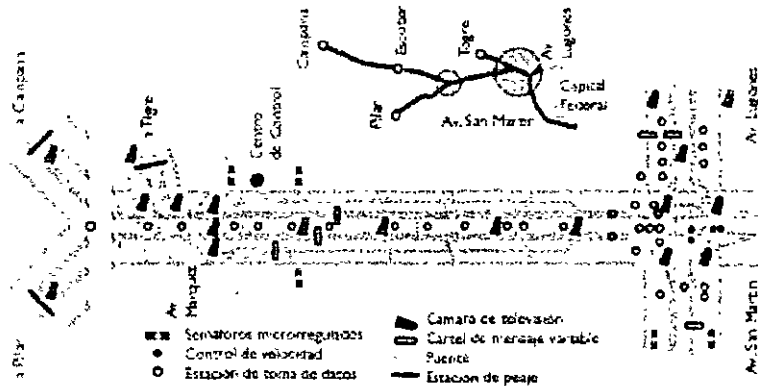 a Campana
a Tigre
Centro
de Control
Campana
Escobar
Tigre
Av.
Lugones
Pilar
Capital
Federal
Av. San Martín
Av. Lugones
a Pilar
Av.
Marquez
Av. San Martín
Semáforos microrregulados
Control de velocidad
Estación de toma de datos
Camara de televisión
Cartel de mensaje variable
Puente
Estación de peaje